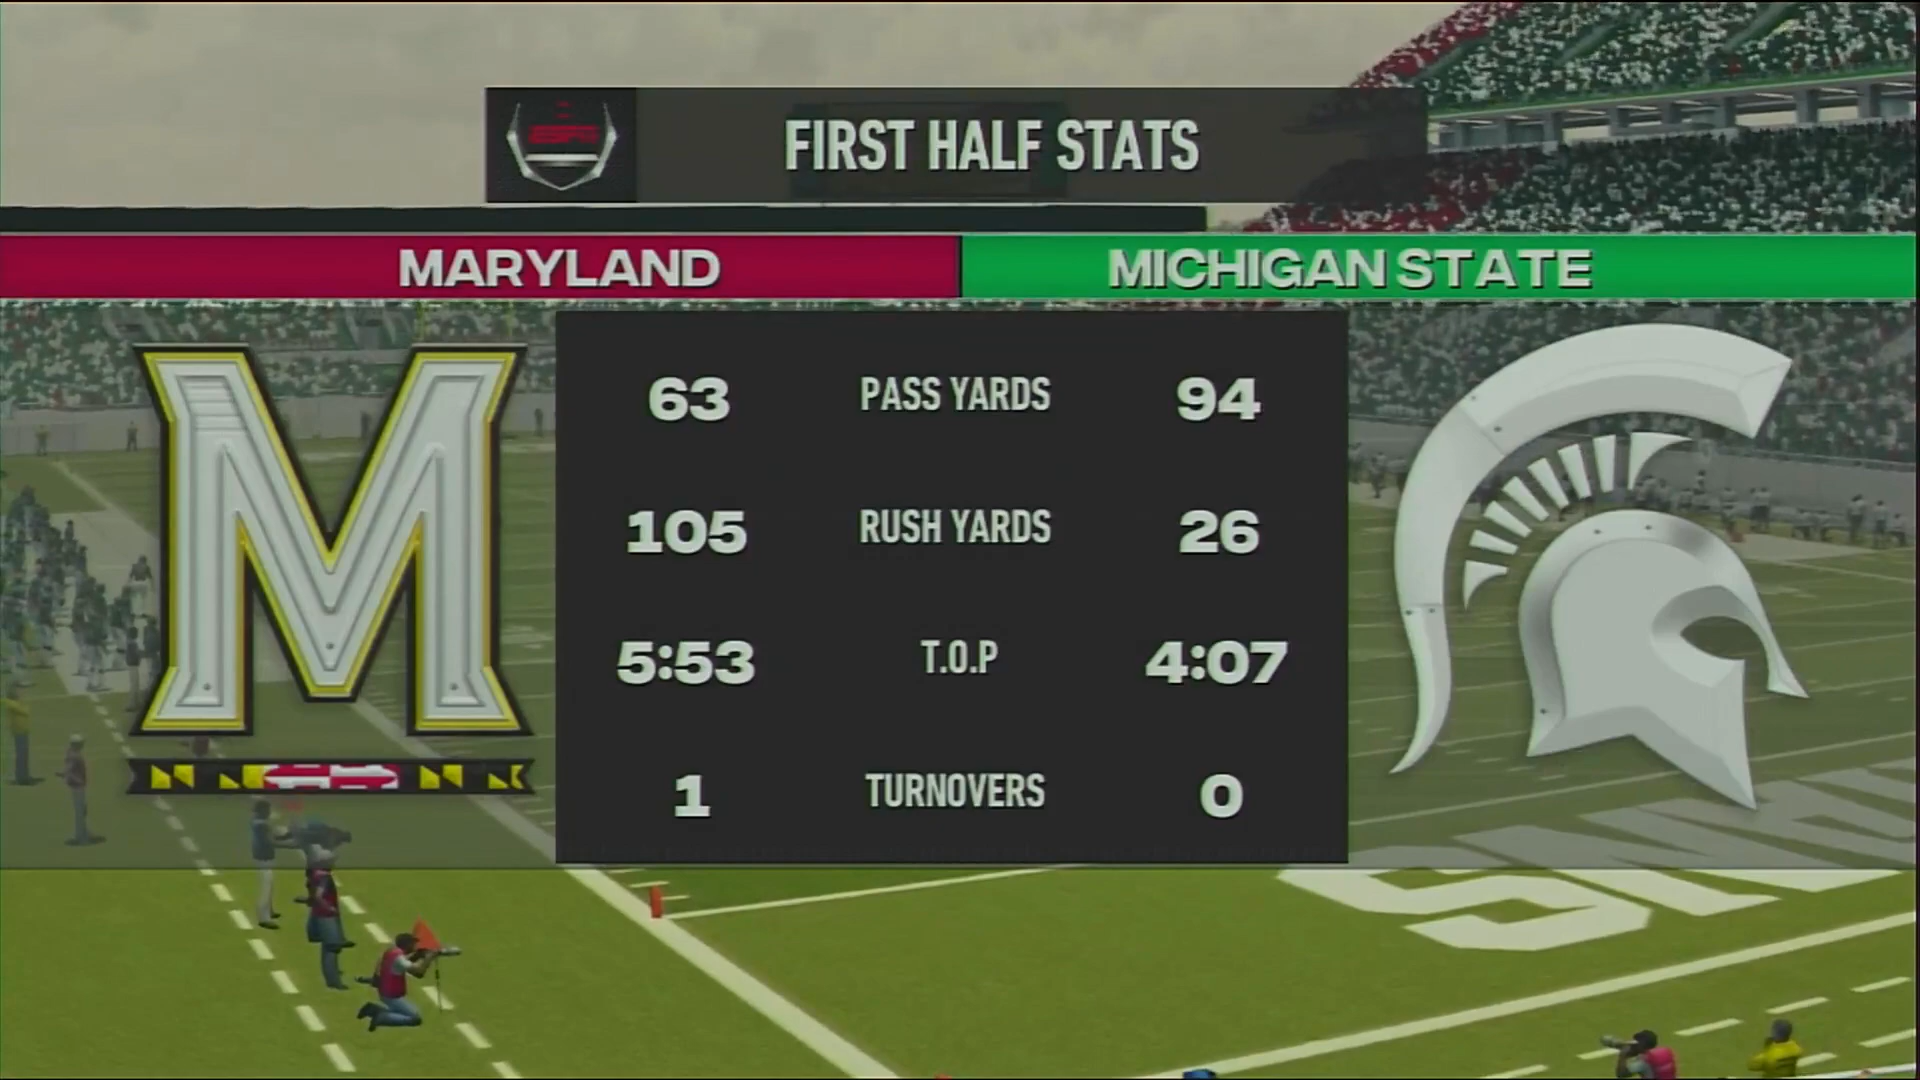 ESPN
FIRST HALF STATS
MARYLAND MICHIGAN STATE
M
63 PASS YARDS 94
105 RUSH YARDS 26
5:53 T.O.P 4:07
1 TURNOVERS 0